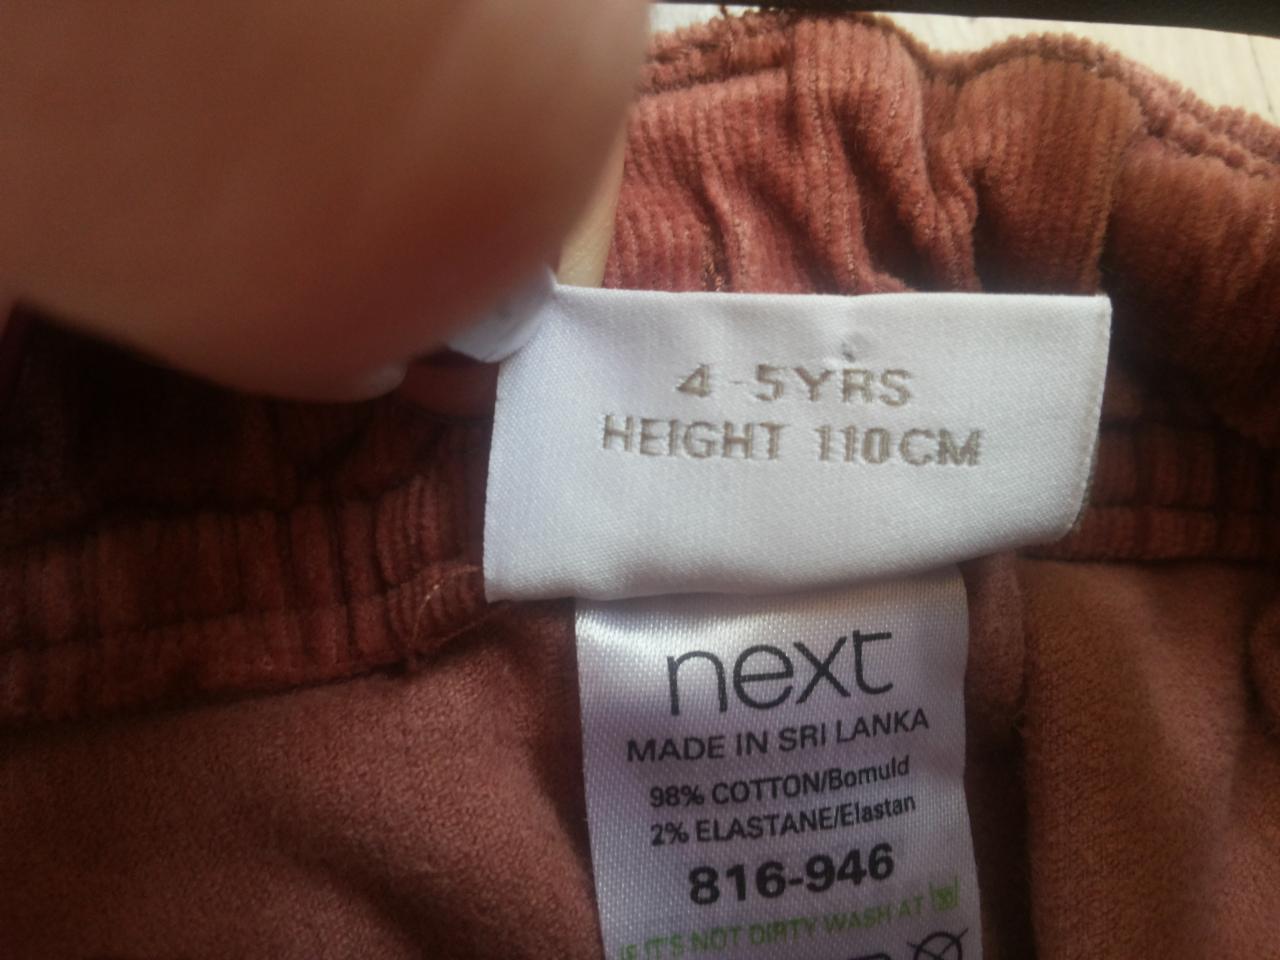 4-5YRS
HEIGHT 110CM
next
MADE IN SRI LANKA
98% COTTON/Bomuld
2% ELASTANE/Elastan
816-946
IF IT'S NOT DIRTY WASH AT